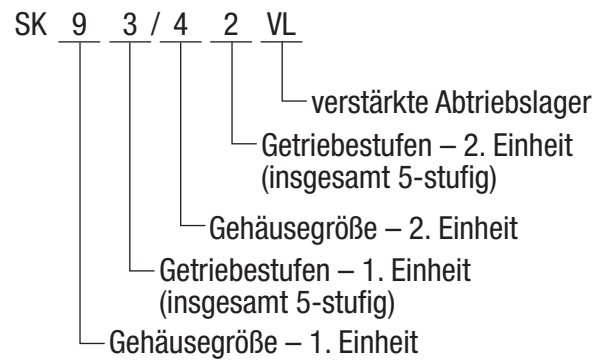 SK 9 3 / 4 2 VL
verstärkte Abtriebslager
Getriebestufen – 2. Einheit
(insgesamt 5-stufig)
Gehäusegröße – 2. Einheit
Getriebestufen – 1. Einheit
(insgesamt 5-stufig)
Gehäusegröße – 1. Einheit